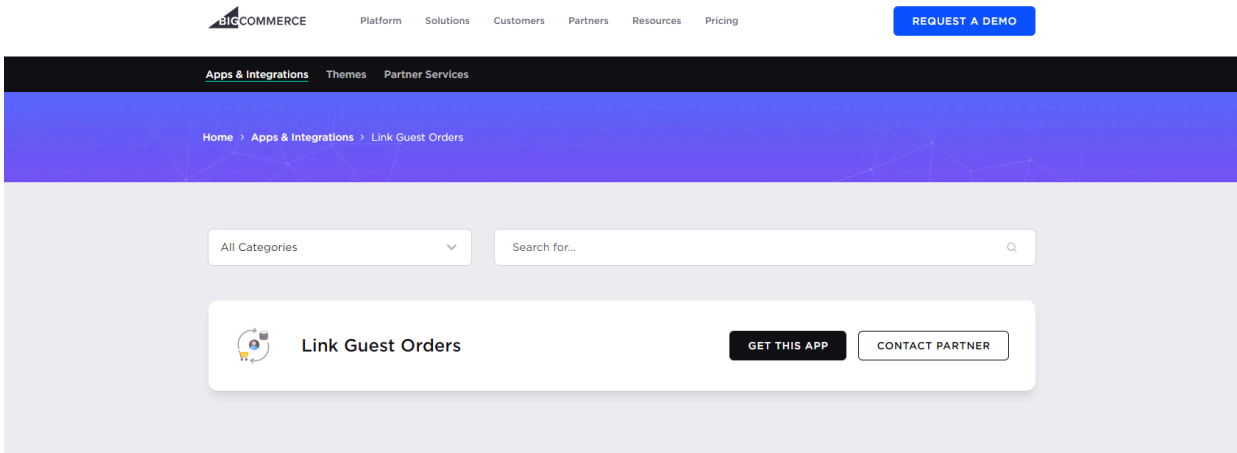 BIGCOMMERCE Platform Solutions Customers Partners Resources Pricing REQUEST A DEMO
Apps & Integrations Themes Partner Services
Home > Apps & Integrations > Link Guest Orders
All Categories Search for...
Link Guest Orders GET THIS APP CONTACT PARTNER